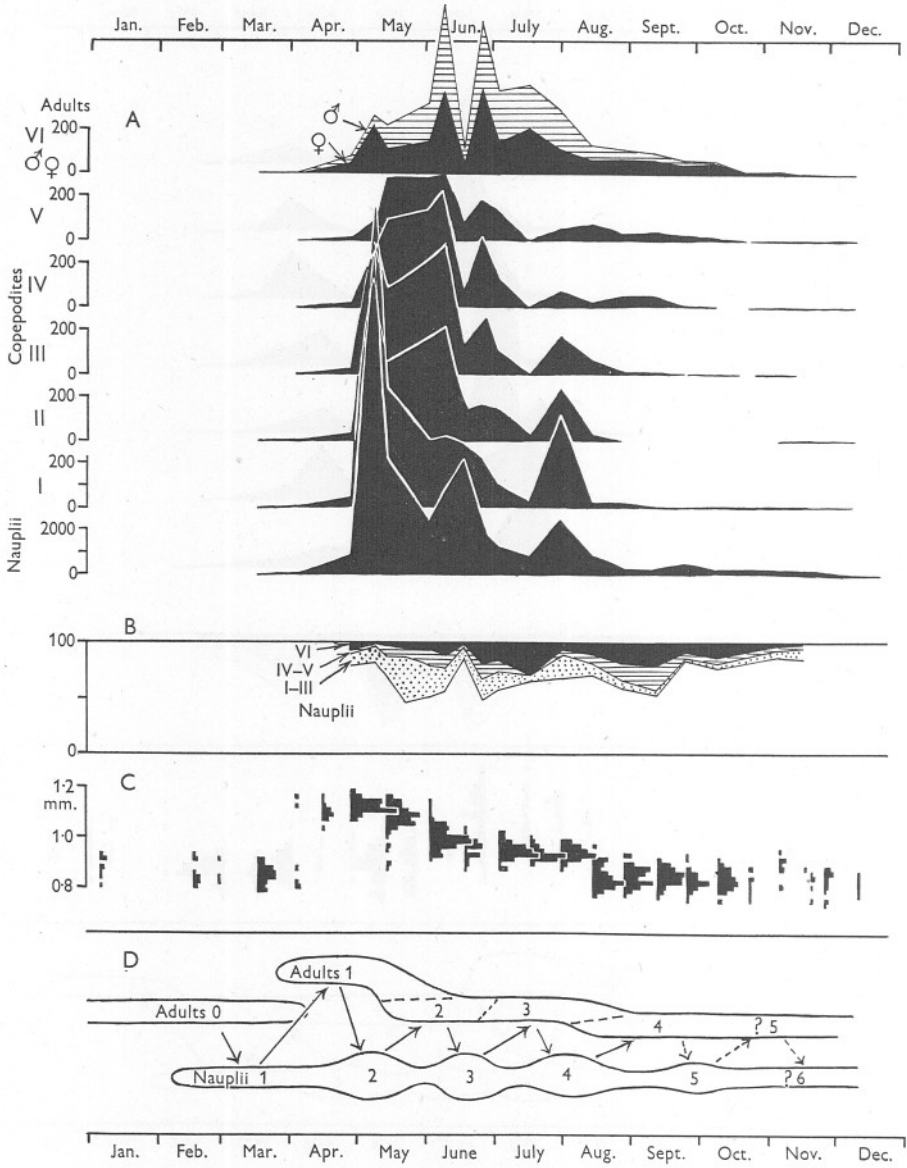 Jan. Feb. Mar. Apr. May Jun. July Aug. Sept. Oct. Nov. Dec.
A
Adults
VI 200
♂♀ 0
♂
♀
Copepodites
V 200
0
IV 200
0
III 200
0
II 200
0
I 200
0
Nauplii 2000
0
B
100
0
VI
IV–V
I–III
Nauplii
C
1·2
mm.
1·0
0·8
D
Adults 1
Adults 0 2 3 4 ? 5
Nauplii 1 2 3 4 5 ? 6
Jan. Feb. Mar. Apr. May June July Aug. Sept. Oct. Nov. Dec.